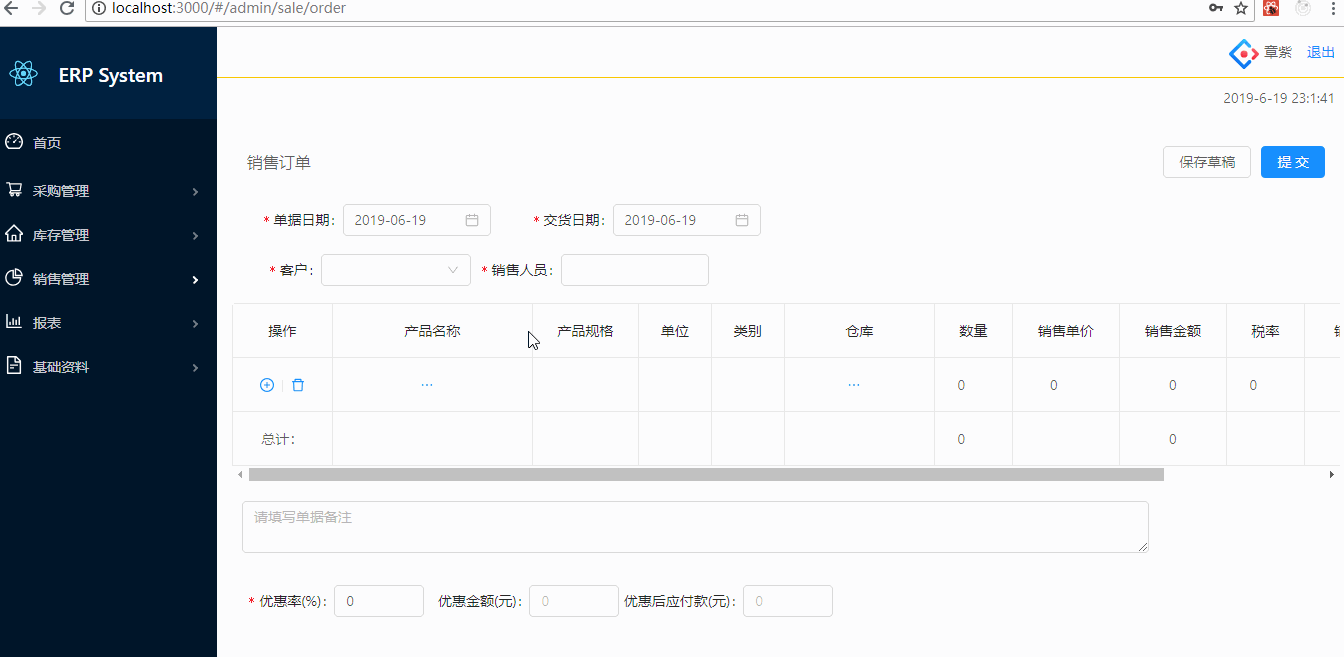 localhost:3000/#/admin/sale/order
ERP System
章紫 退出
2019-6-19 23:1:41
首页
采购管理
库存管理
销售管理
报表
基础资料
销售订单 保存草稿 提交
* 单据日期: 2019-06-19 * 交货日期: 2019-06-19
* 客户: * 销售人员:
操作 产品名称 产品规格 单位 类别 仓库 数量 销售单价 销售金额 税率
... ... 0 0 0 0
总计: 0 0
请填写单据备注
* 优惠率(%): 0 优惠金额(元): 0 优惠后应付款(元): 0